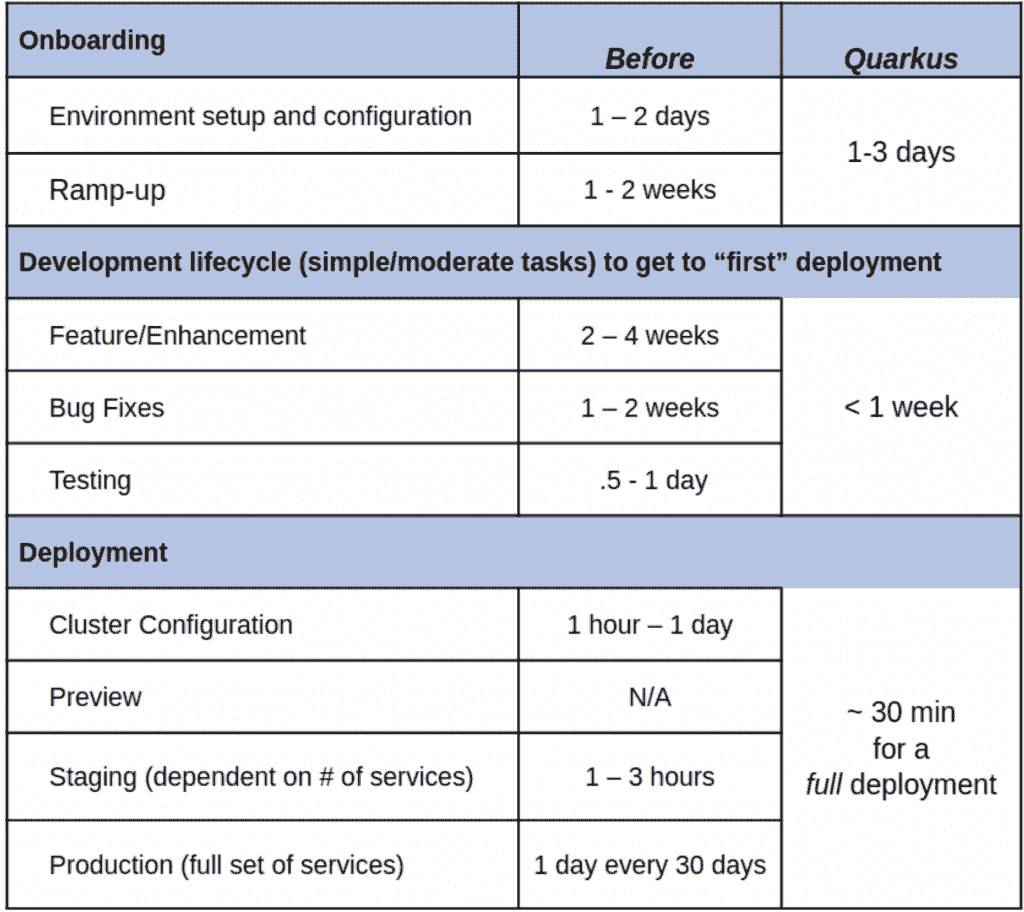 Onboarding Before Quarkus
Environment setup and configuration 1 – 2 days
1-3 days
Ramp-up 1 - 2 weeks
Development lifecycle (simple/moderate tasks) to get to “first” deployment
Feature/Enhancement 2 – 4 weeks
Bug Fixes 1 – 2 weeks < 1 week
Testing .5 - 1 day
Deployment
Cluster Configuration 1 hour – 1 day
Preview N/A
~ 30 min
for a
full deployment
Staging (dependent on # of services) 1 – 3 hours
Production (full set of services) 1 day every 30 days